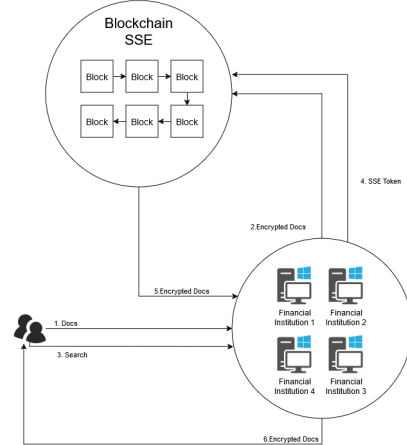 Blockchain
SSE
Block Block Block
Block Block Block
4. SSE Token
2.Encrypted Docs
5.Encrypted Docs
Financial
Institution 1
Financial
Institution 2
1. Docs
3. Search
Financial
Institution 4
Financial
Institution 3
6.Encrypted Docs